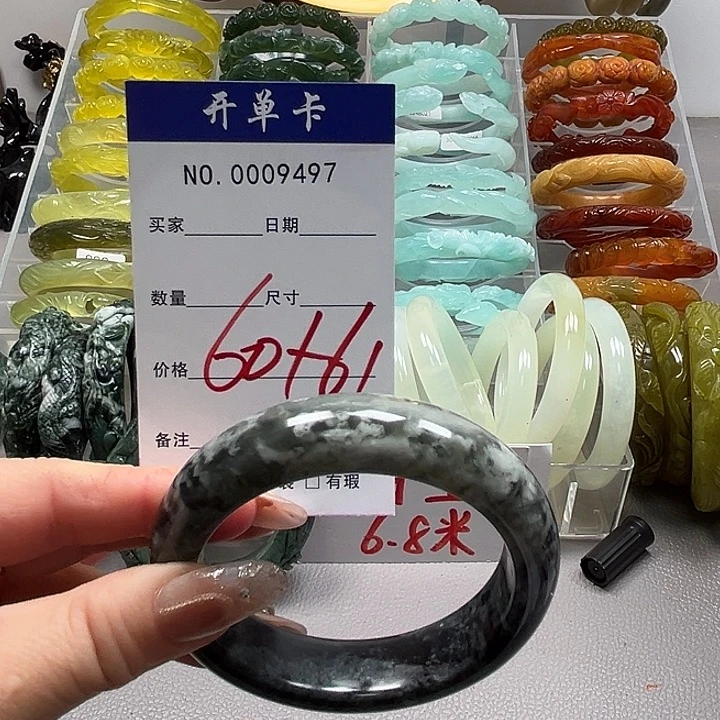 开单卡
NO.0009497
买家 日期
数量 尺寸
60+61
价格
备注
有瑕
6.8米